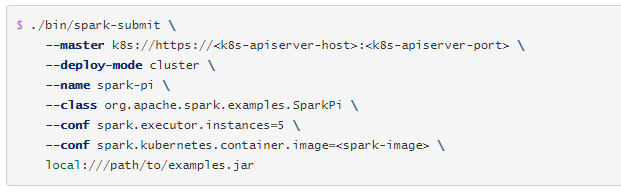 $ ./bin/spark-submit \
--master k8s://https://<k8s-apiserver-host>:<k8s-apiserver-port> \
--deploy-mode cluster \
--name spark-pi \
--class org.apache.spark.examples.SparkPi \
--conf spark.executor.instances=5 \
--conf spark.kubernetes.container.image=<spark-image> \
local:///path/to/examples.jar